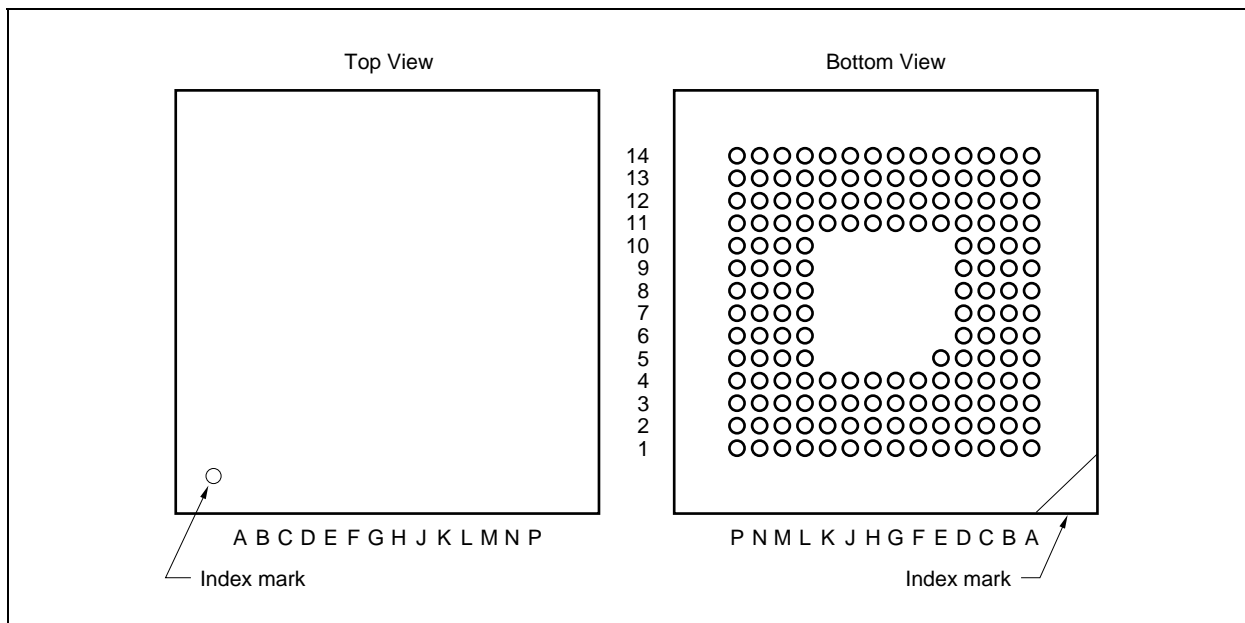 Top View
Bottom View
14
13
12
11
10
9
8
7
6
5
4
3
2
1
A B C D E F G H J K L M N P
P N M L K J H G F E D C B A
Index mark
Index mark